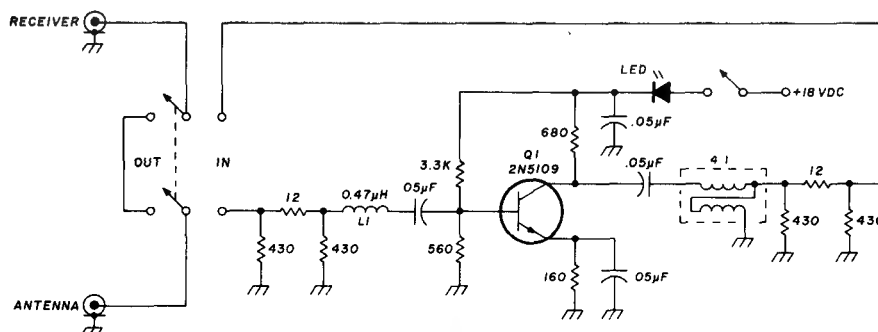 RECEIVER
LED
+18 VDC
680
.05µF
OUT
IN
3.3K
Q1
2N5109
.05µF
4 1
12
0.47µH
05µF
12
L1
430
430
560
430
430
160
05µF
ANTENNA